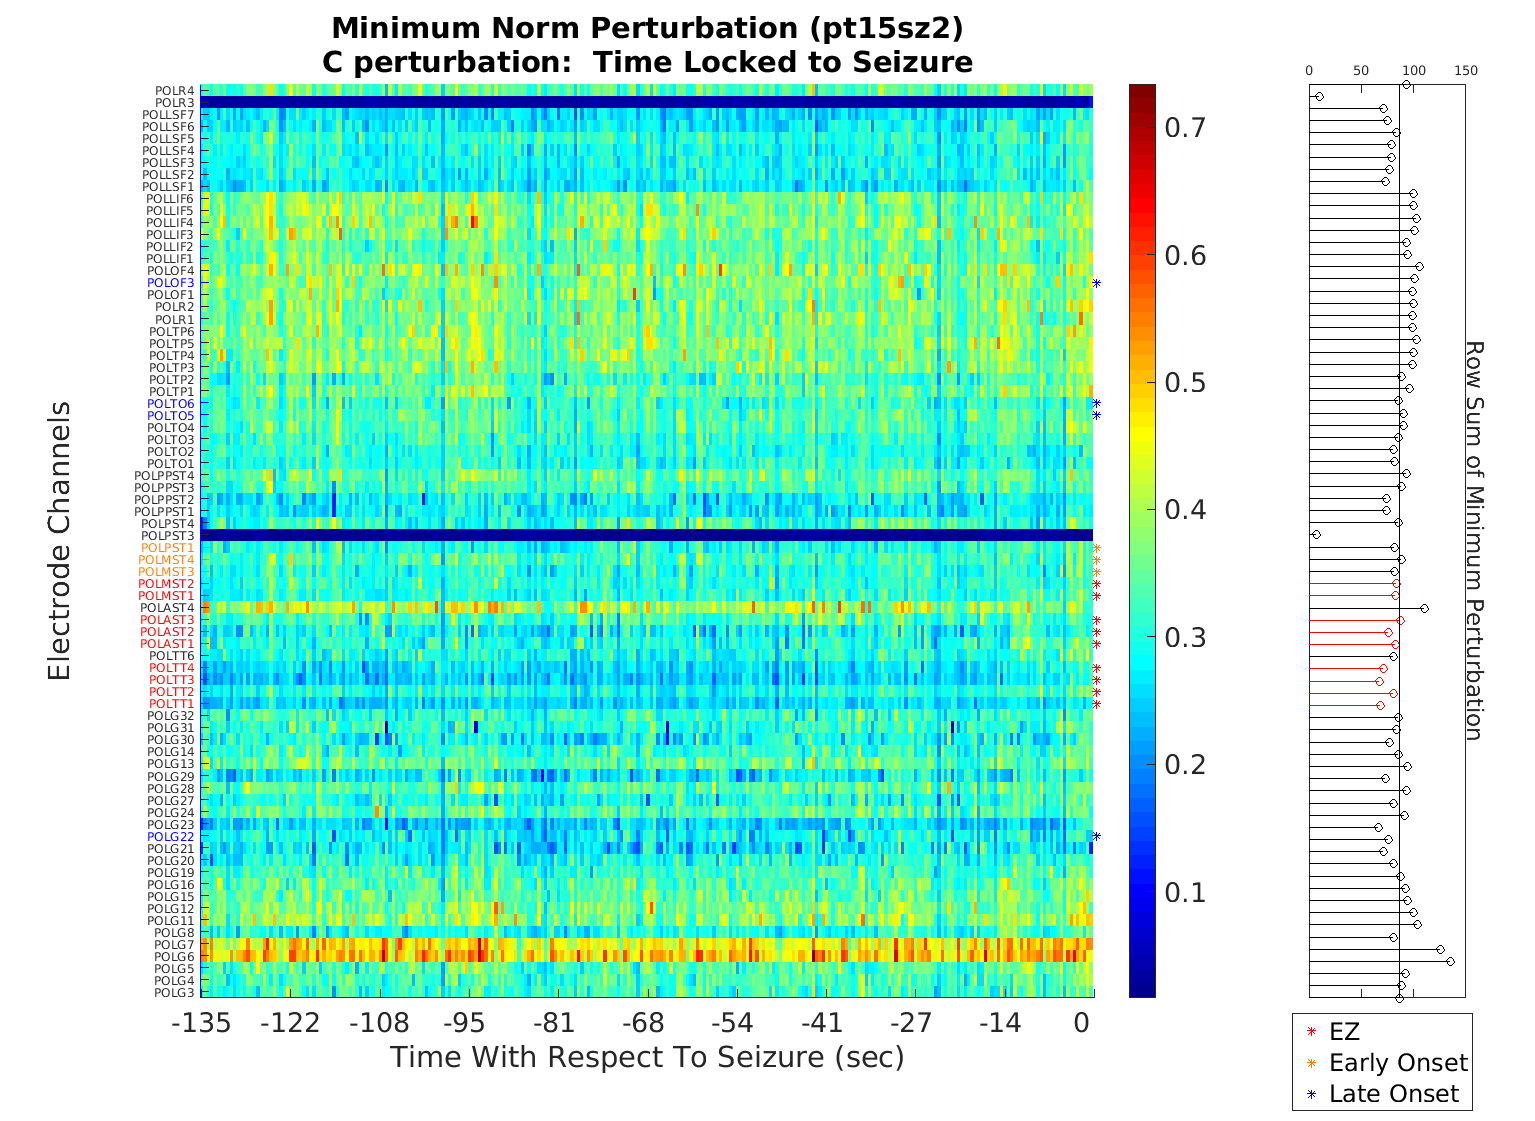 Minimum Norm Perturbation (pt15sz2)
C perturbation:  Time Locked to Seizure
Electrode Channels
POLR4
POLR3
POLLSF7
POLLSF6
POLLSF5
POLLSF4
POLLSF3
POLLSF2
POLLSF1
POLLIF6
POLLIF5
POLLIF4
POLLIF3
POLLIF2
POLLIF1
POLOF4
POLOF3
POLOF1
POLR2
POLR1
POLTP6
POLTP5
POLTP4
POLTP3
POLTP2
POLTP1
POLTO6
POLTO5
POLTO4
POLTO3
POLTO2
POLTO1
POLPPST4
POLPPST3
POLPPST2
POLPPST1
POLPST4
POLPST3
POLPST1
POLMST4
POLMST3
POLMST2
POLMST1
POLAST4
POLAST3
POLAST2
POLAST1
POLTT6
POLTT4
POLTT3
POLTT2
POLTT1
POLG32
POLG31
POLG30
POLG14
POLG13
POLG29
POLG28
POLG27
POLG24
POLG23
POLG22
POLG21
POLG20
POLG19
POLG16
POLG15
POLG12
POLG11
POLG8
POLG7
POLG6
POLG5
POLG4
POLG3
-135 -122 -108 -95 -81 -68 -54 -41 -27 -14 0
Time With Respect To Seizure (sec)
0.7
0.6
0.5
0.4
0.3
0.2
0.1
0 50 100 150
Row Sum of Minimum Perturbation
EZ
Early Onset
Late Onset